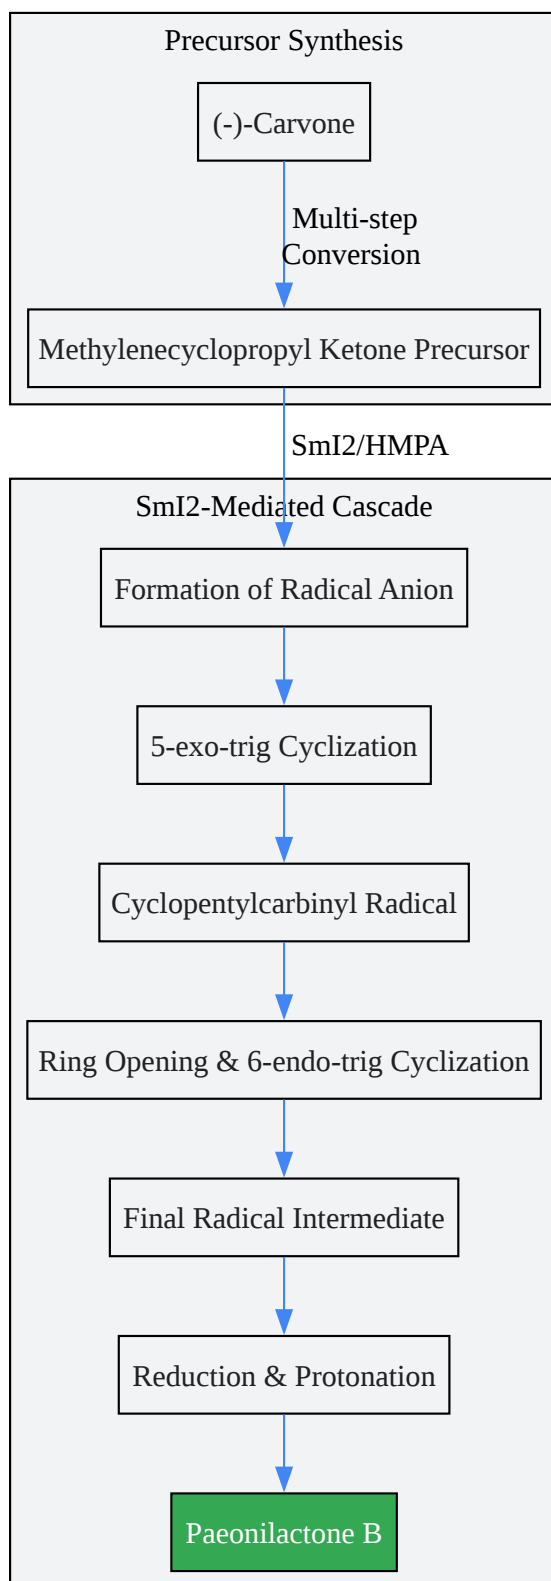 Precursor Synthesis
(-)-Carvone
Multi-step
Conversion
Methylenecyclopropyl Ketone Precursor
SmI2/HMPA
SmI2-Mediated Cascade
Formation of Radical Anion
5-exo-trig Cyclization
Cyclopentylcarbinyl Radical
Ring Opening & 6-endo-trig Cyclization
Final Radical Intermediate
Reduction & Protonation
Paeonilactone B